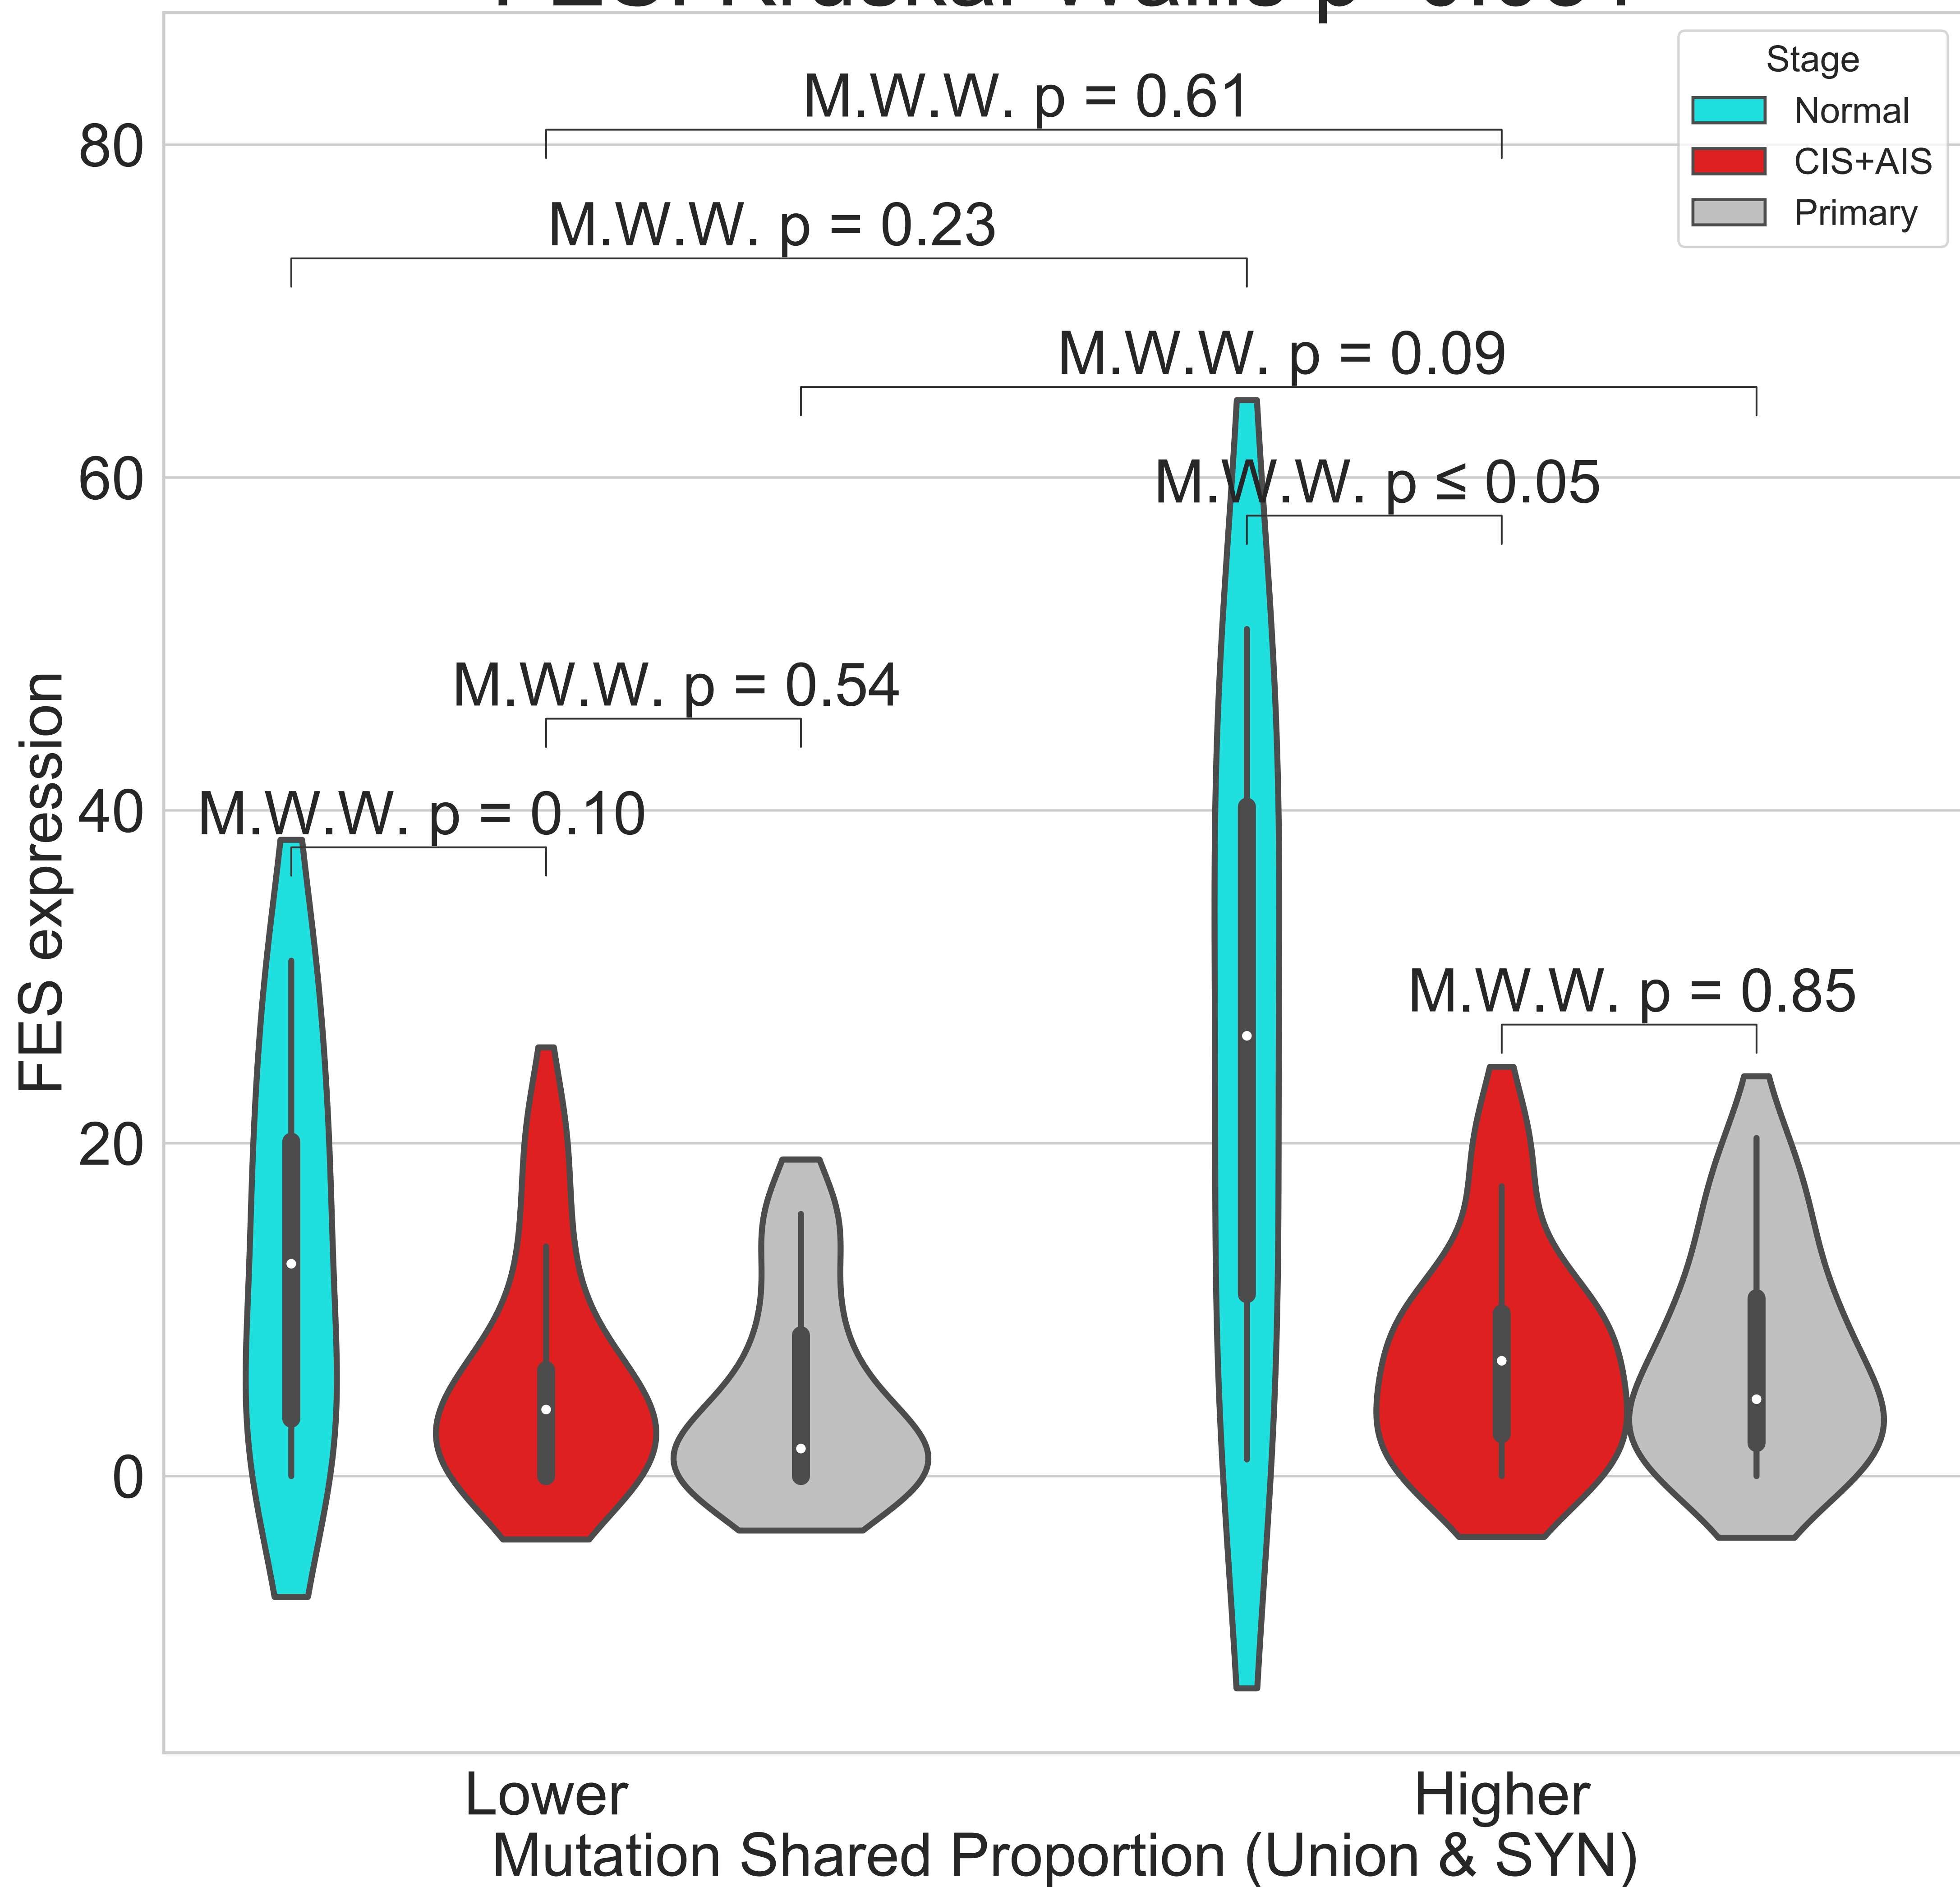 Stage
Normal
CIS+AIS
Primary
M.W.W. p = 0.61
M.W.W. p = 0.23
M.W.W. p = 0.09
M.W.W. p ≤ 0.05
M.W.W. p = 0.54
M.W.W. p = 0.10
M.W.W. p = 0.85
80
60
40
20
0
FES expression
Lower
Higher
Mutation Shared Proportion (Union & SYN)